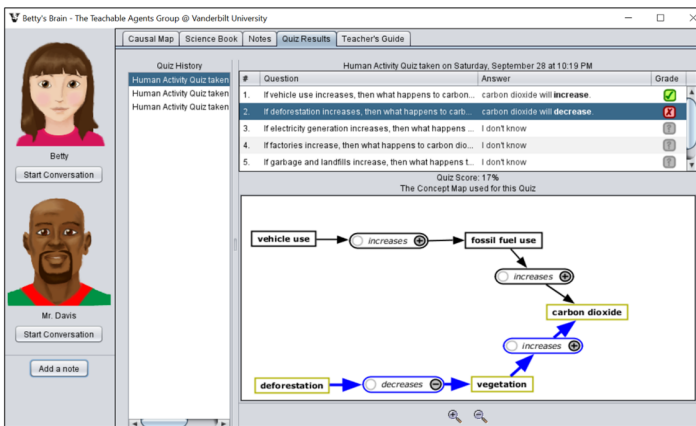 Betty's Brain - The Teachable Agents Group @ Vanderbilt University
Causal Map Science Book Notes Quiz Results Teacher's Guide
Betty
Start Conversation
Mr. Davis
Start Conversation
Add a note
Quiz History
Human Activity Quiz taken
Human Activity Quiz taken
Human Activity Quiz taken
Human Activity Quiz taken on Saturday, September 28 at 10:19 PM
# Question Answer Grade
1. If vehicle use increases, then what happens to carbon... carbon dioxide will increase.
2. If deforestation increases, then what happens to carb... carbon dioxide will decrease.
3. If electricity generation increases, then what happens ... I don't know
4. If factories increase, then what happens to carbon dio... I don't know
5. If garbage and landfills increase, then what happens t... I don't know
Quiz Score: 17%
The Concept Map used for this Quiz
vehicle use increases fossil fuel use
increases
carbon dioxide
increases
deforestation decreases vegetation